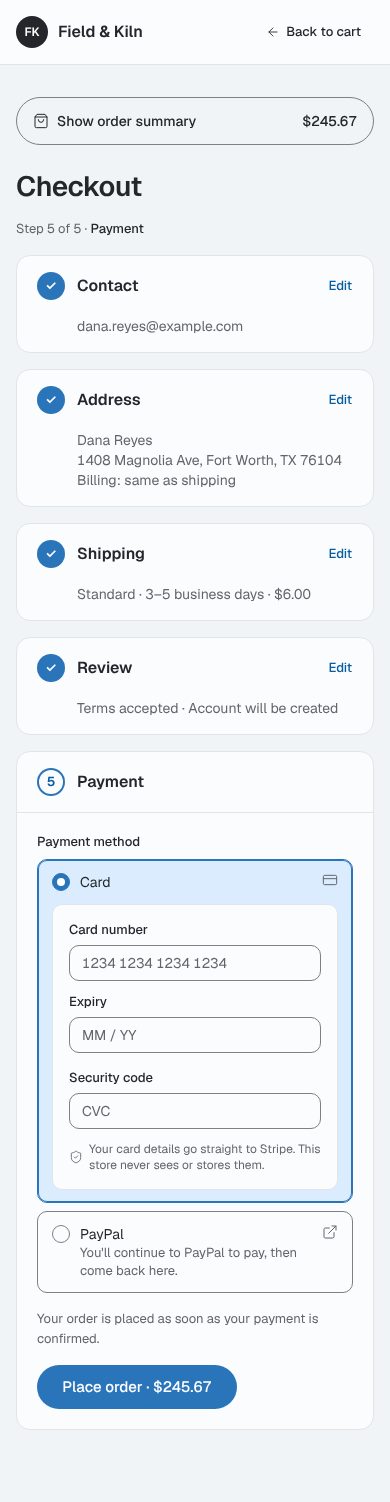 FK Field & Kiln
Back to cart
Show order summary $245.67
Checkout
Step 5 of 5 · Payment
Contact Edit
dana.reyes@example.com
Address Edit
Dana Reyes
1408 Magnolia Ave, Fort Worth, TX 76104
Billing: same as shipping
Shipping Edit
Standard · 3–5 business days · $6.00
Review Edit
Terms accepted · Account will be created
5 Payment
Payment method
Card
Card number
1234 1234 1234 1234
Expiry
MM / YY
Security code
CVC
Your card details go straight to Stripe. This
store never sees or stores them.
PayPal
You'll continue to PayPal to pay, then
come back here.
Your order is placed as soon as your payment is
confirmed.
Place order · $245.67